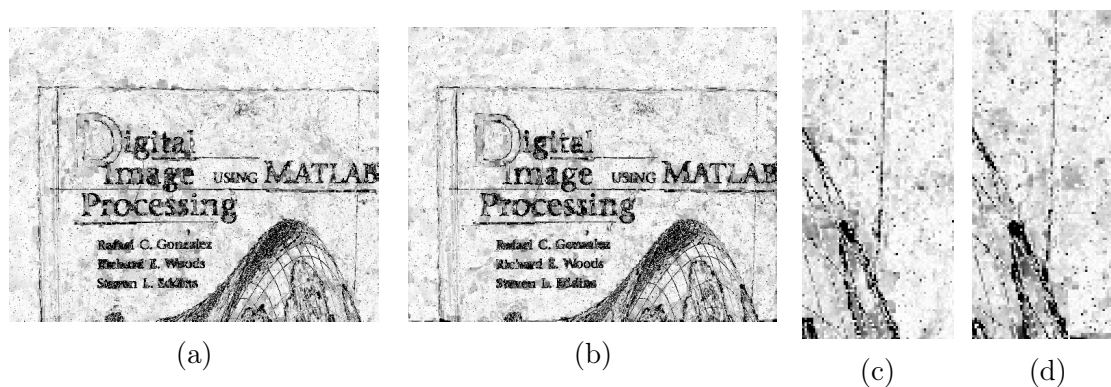 Digital
Image USING MATLAB
Processing
Rafael C. Gonzalez
Richard E. Woods
Steven L. Eddins
(a)
Digital
Image USING MATLAB
Processing
Rafael C. Gonzalez
Richard E. Woods
Steven L. Eddins
(b)
(c)
(d)